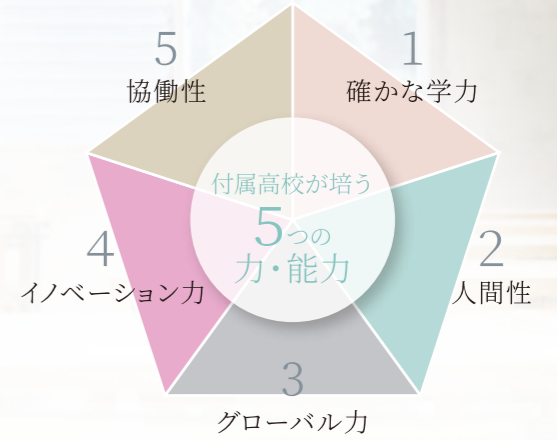 付属高校が培う
5つの
力・能力
1
確かな学力
2
人間性
3
グローバル力
4
イノベーション力
5
協働性